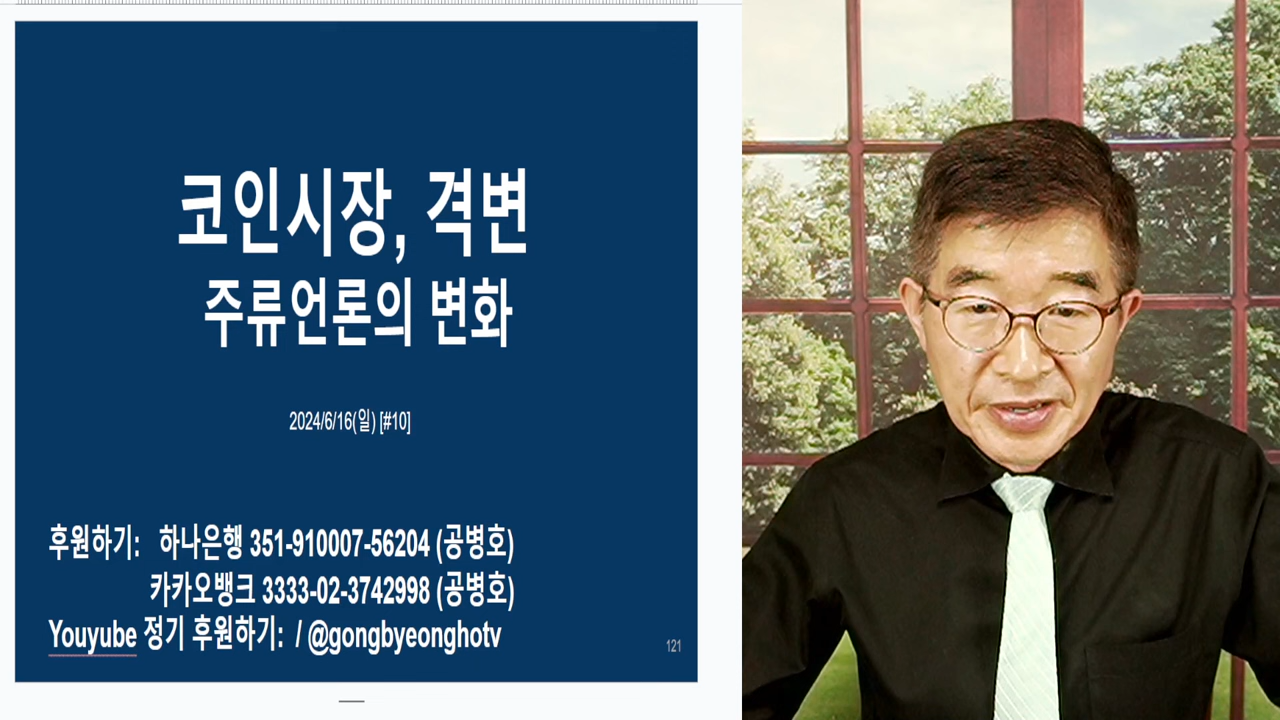 코인시장, 격변
주류언론의 변화
2024/6/16(일) [#10]
후원하기: 하나은행 351-910007-56204 (공병호)
카카오뱅크 3333-02-3742998 (공병호)
Youyube 정기 후원하기: / @gongbyeonghotv
121